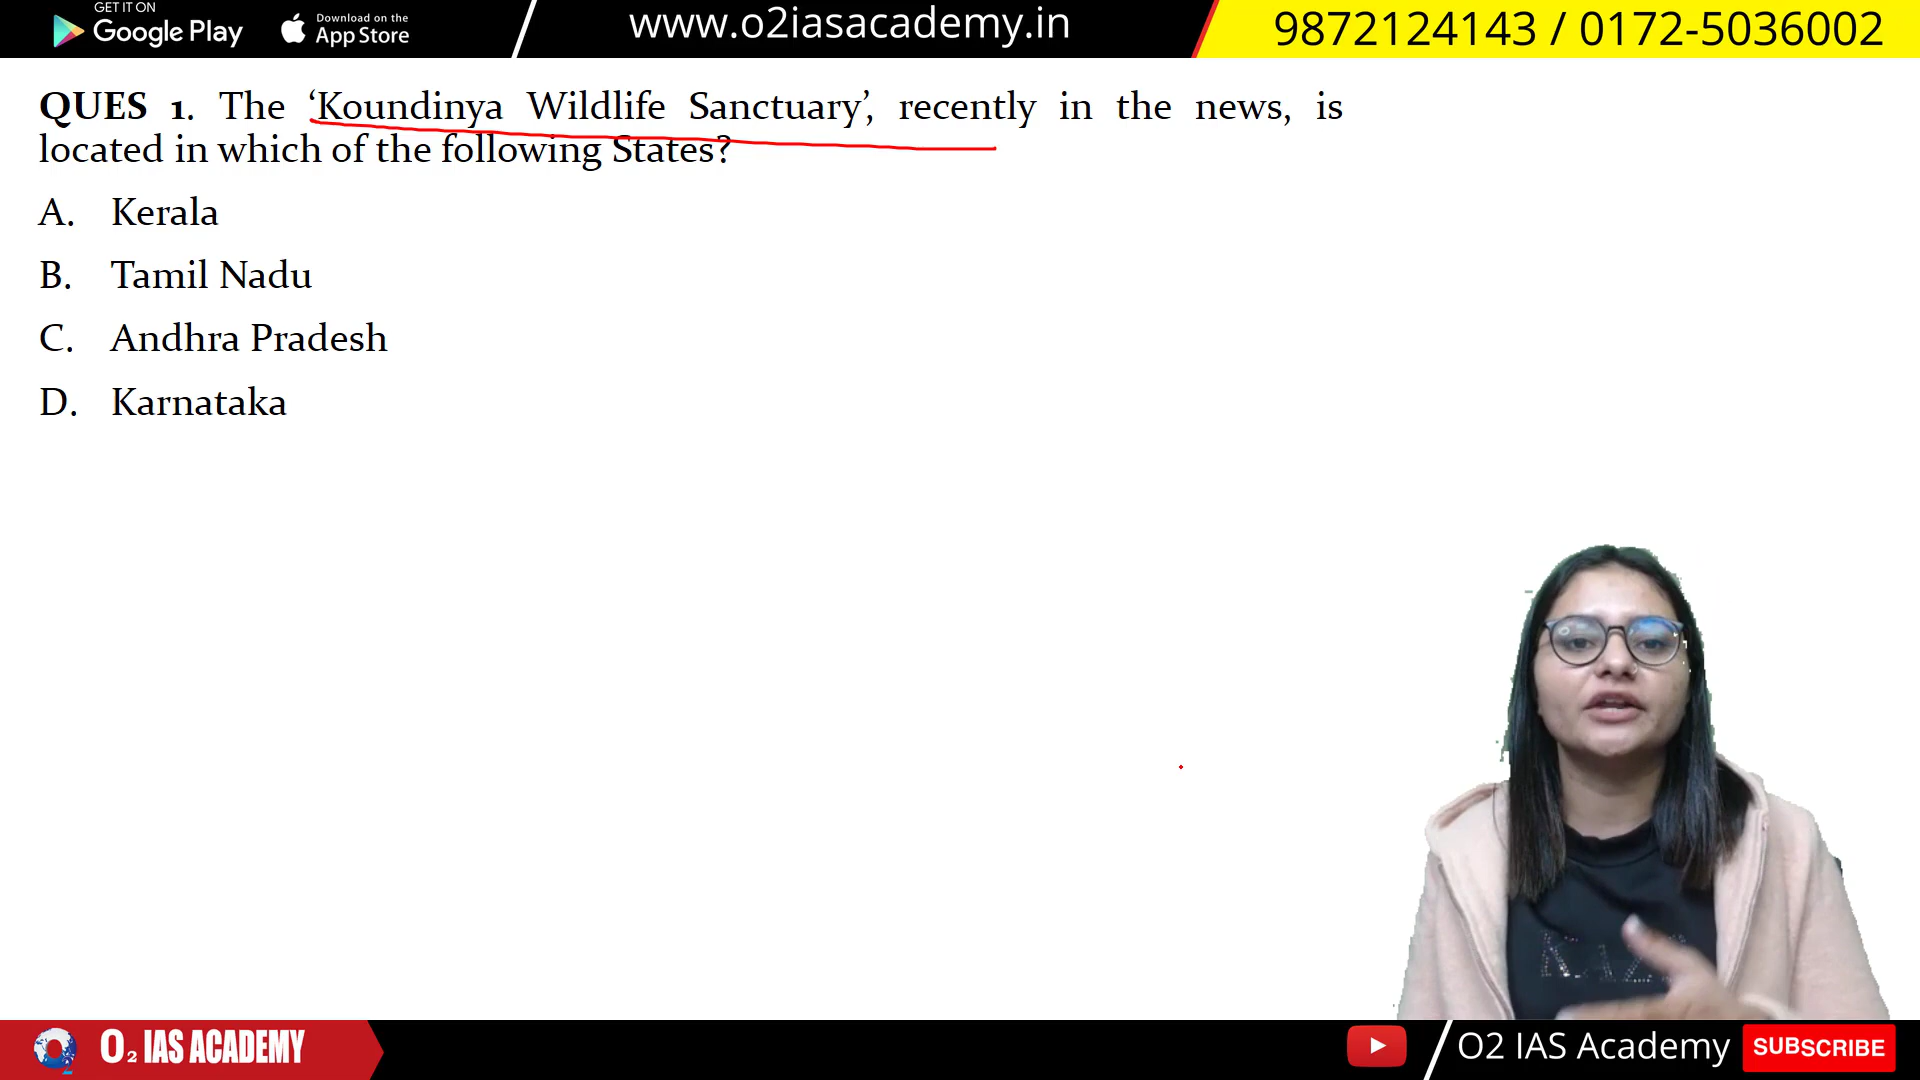 GET IT ON
Google Play
Download on the
App Store
www.o2iasacademy.in
9872124143 / 0172-5036002
QUES 1. The ‘Koundinya Wildlife Sanctuary’, recently in the news, is
located in which of the following States?
A. Kerala
B. Tamil Nadu
C. Andhra Pradesh
D. Karnataka
O2 IAS ACADEMY
O2 IAS Academy
SUBSCRIBE